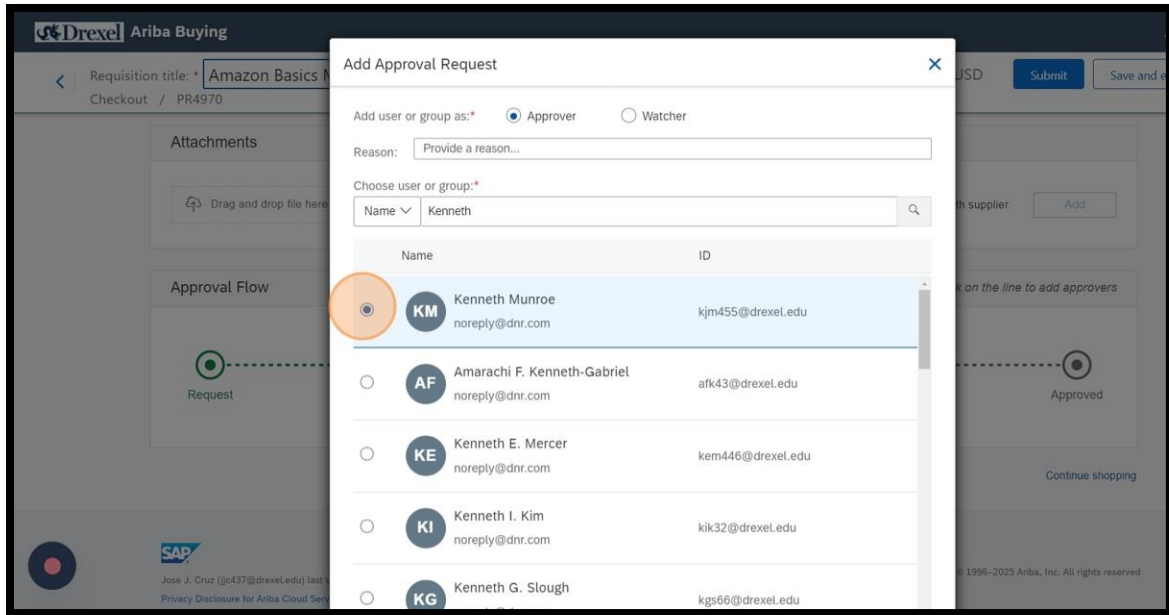 Drexel Ariba Buying
Add Approval Request
Requisition title: * Amazon Basics
USD
Submit
Save and e
Checkout / PR4970
Add user or group as:* Approver Watcher
Attachments
Reason: Provide a reason...
Choose user or group:*
Drag and drop file here
Name Kenneth
th supplier
Add
Name ID
Approval Flow
k on the line to add approvers
KM Kenneth Munroe
noreply@dnr.com
kjm455@drexel.edu
Request
Approved
AF Amarachi F. Kenneth-Gabriel
noreply@dnr.com
afk43@drexel.edu
KE Kenneth E. Mercer
noreply@dnr.com
kem446@drexel.edu
Continue shopping
KI Kenneth I. Kim
noreply@dnr.com
kik32@drexel.edu
SAP
Jose J. Cruz (jjc437@drexel.edu) last
Privacy Disclosure for Ariba Cloud Serv
© 1996–2025 Ariba, Inc. All rights reserved
KG Kenneth G. Slough
kgs66@drexel.edu